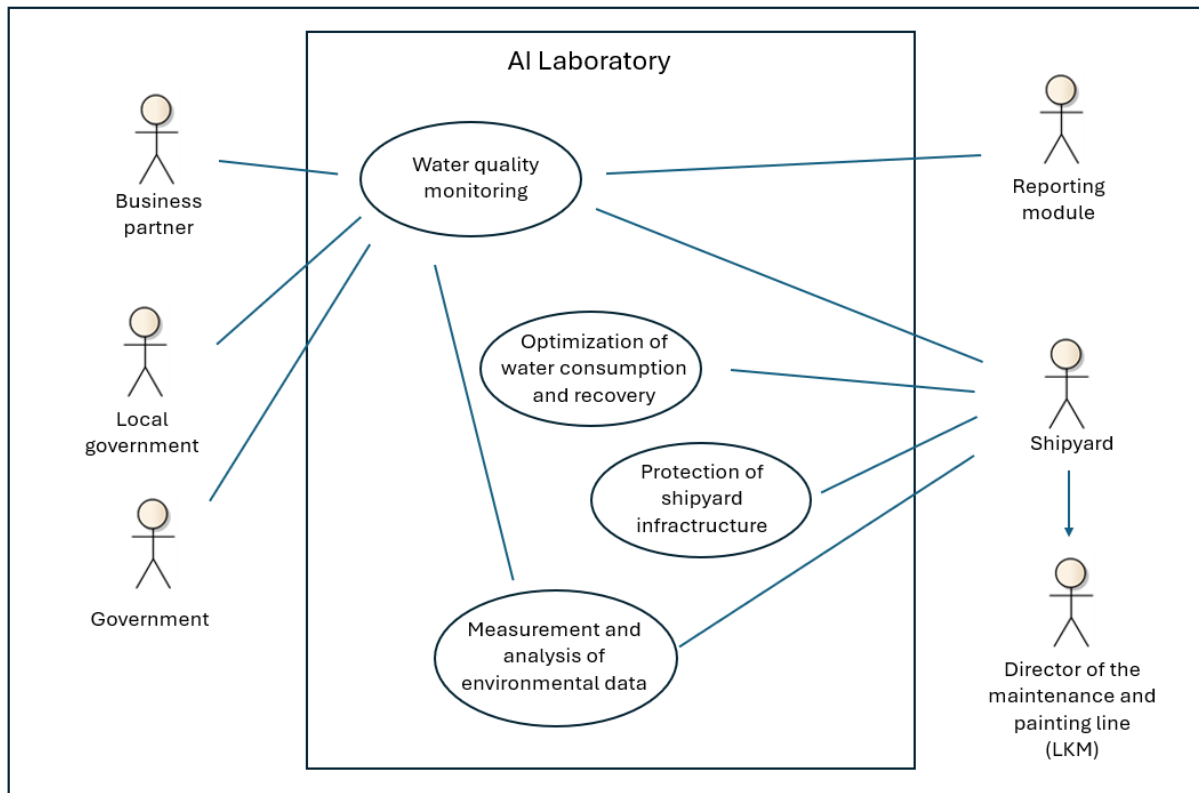 AI Laboratory
Business
partner
Water quality
monitoring
Reporting
module
Local
government
Optimization of
water consumption
and recovery
Shipyard
Protection of
shipyard
infractructure
Government
Measurement and
analysis of
environmental data
Director of the
maintenance and
painting line
(LKM)